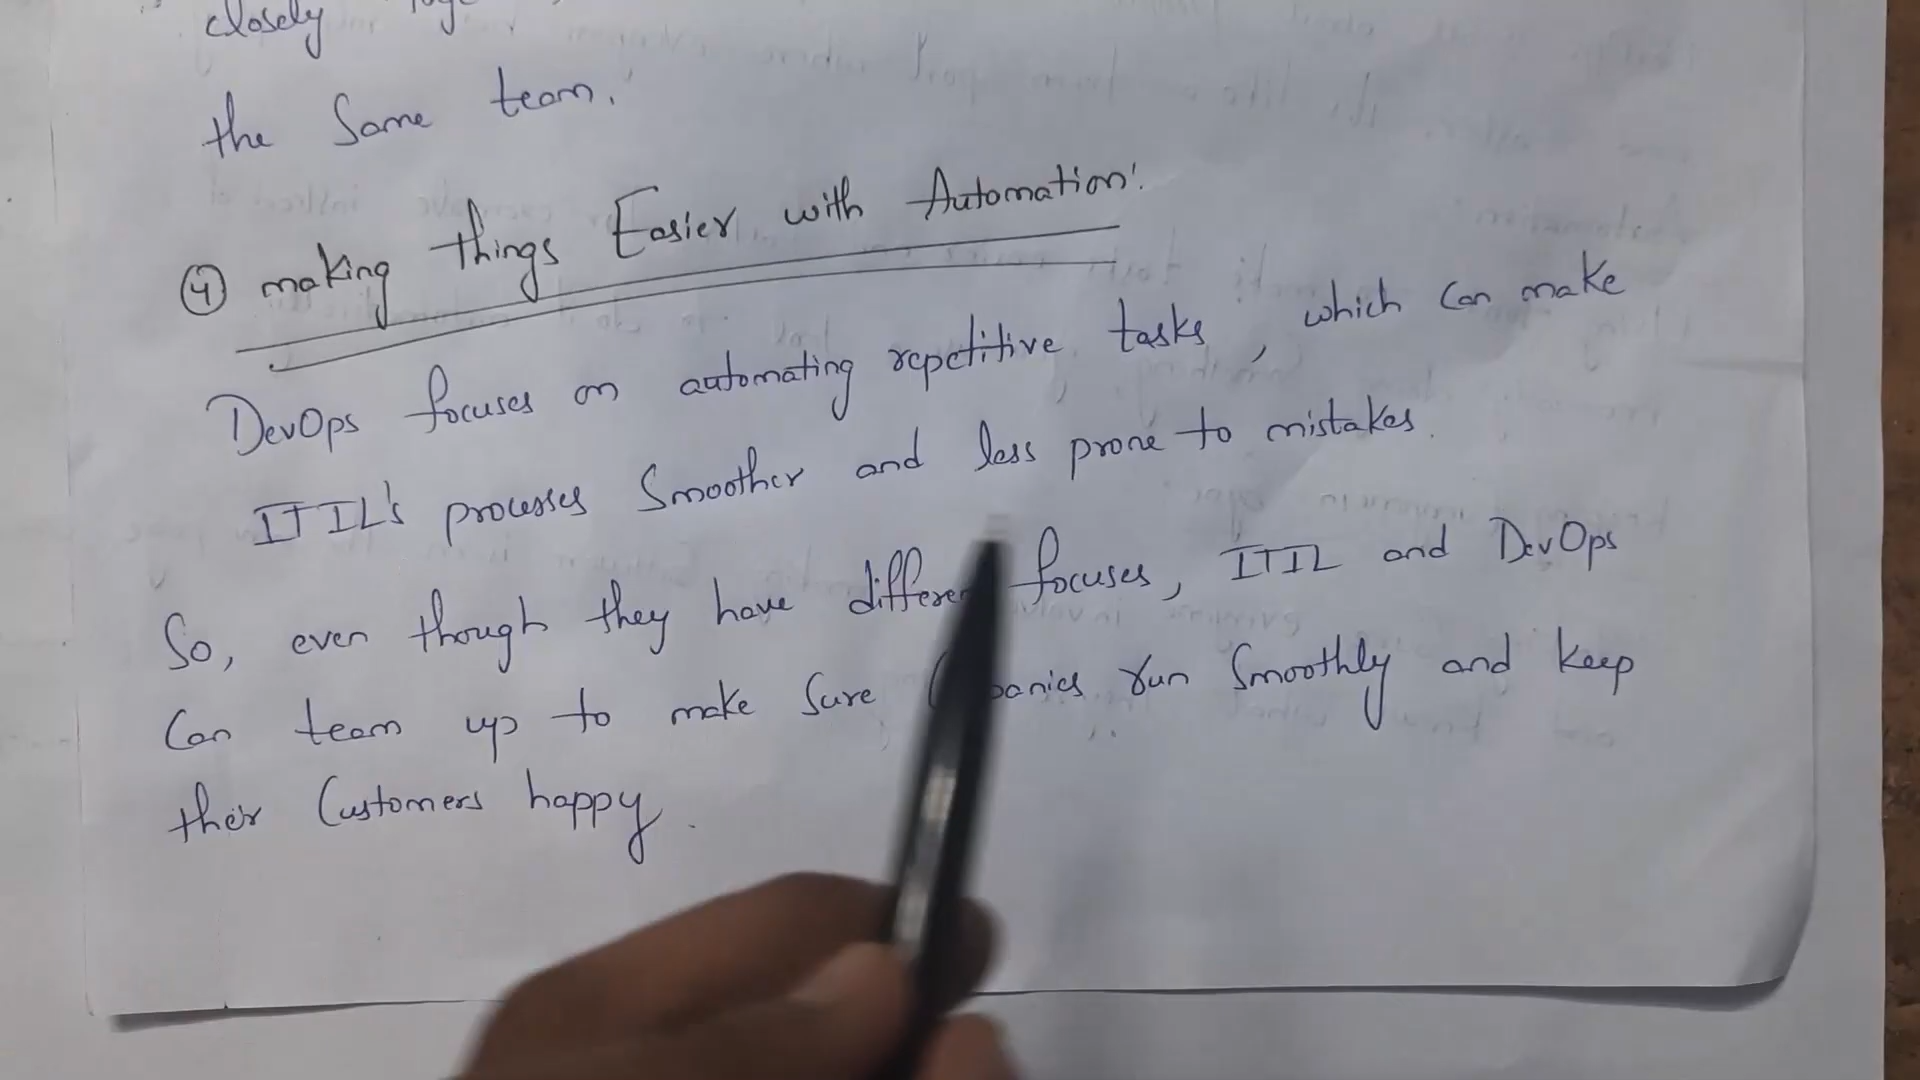 closely
the Same team.
④ making things Easier with Automation:
DevOps focuses on automating repetitive tasks, which can make
ITIL's processes Smoother and less prone to mistakes.
So, even though they have focuses, ITIL and DevOps
Can team up to make Sure run Smoothly and keep
their Customers happy.